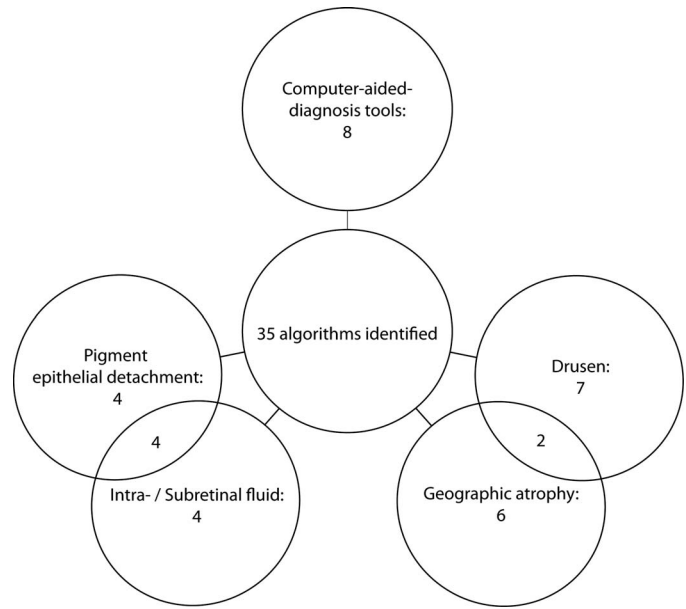 Computer-aided-
diagnosis tools:
8
35 algorithms identified
Pigment
epithelial detachment:
4
4
Intra- / Subretinal fluid:
4
Drusen:
7
2
Geographic atrophy:
6